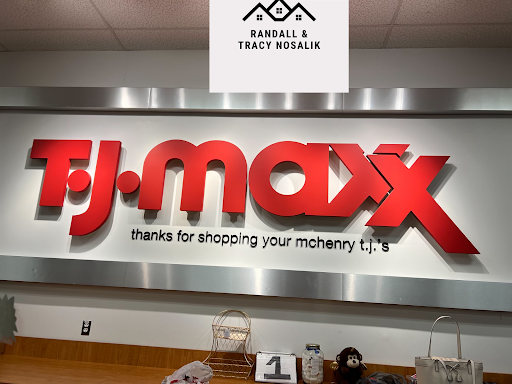 RANDALL &
TRACY NOSALIK
T·J·maxx
thanks for shopping your mchenry t.j.'s
1